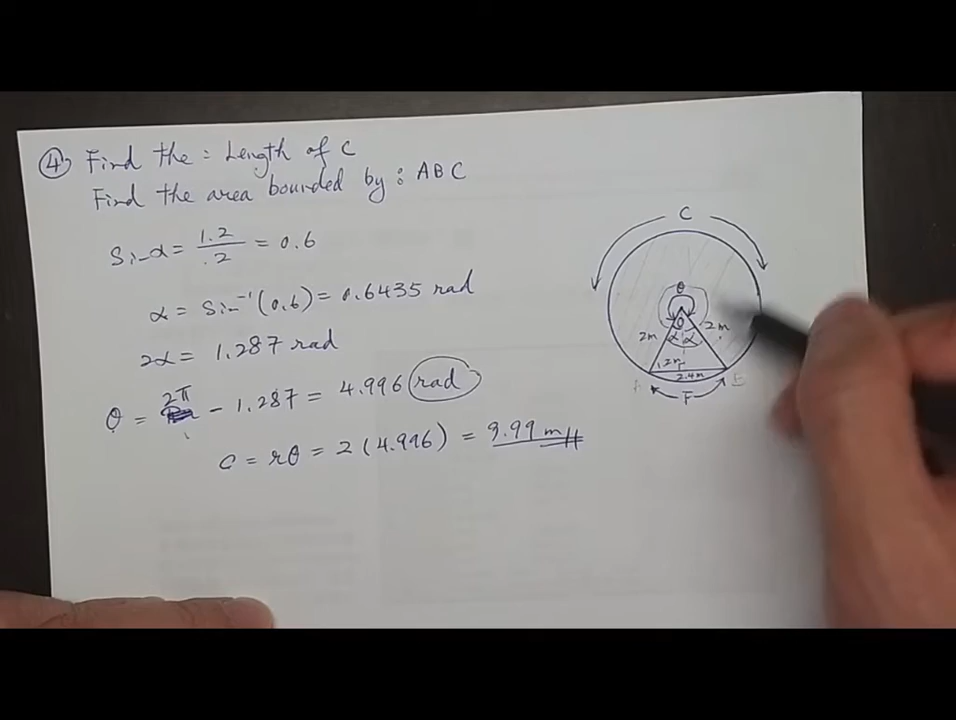 ④ Find the : Length of C
Find the area bounded by : ABC
Sin α = 1.2 / .2 = 0.6
α = Sin⁻¹(0.6) = 0.6435 rad
2α = 1.287 rad
θ = 2π - 1.287 = 4.996 rad
C = rθ = 2 (4.996) = 9.99 m
C
θ
O
2m α α 2m
1.2m
2.4m
F